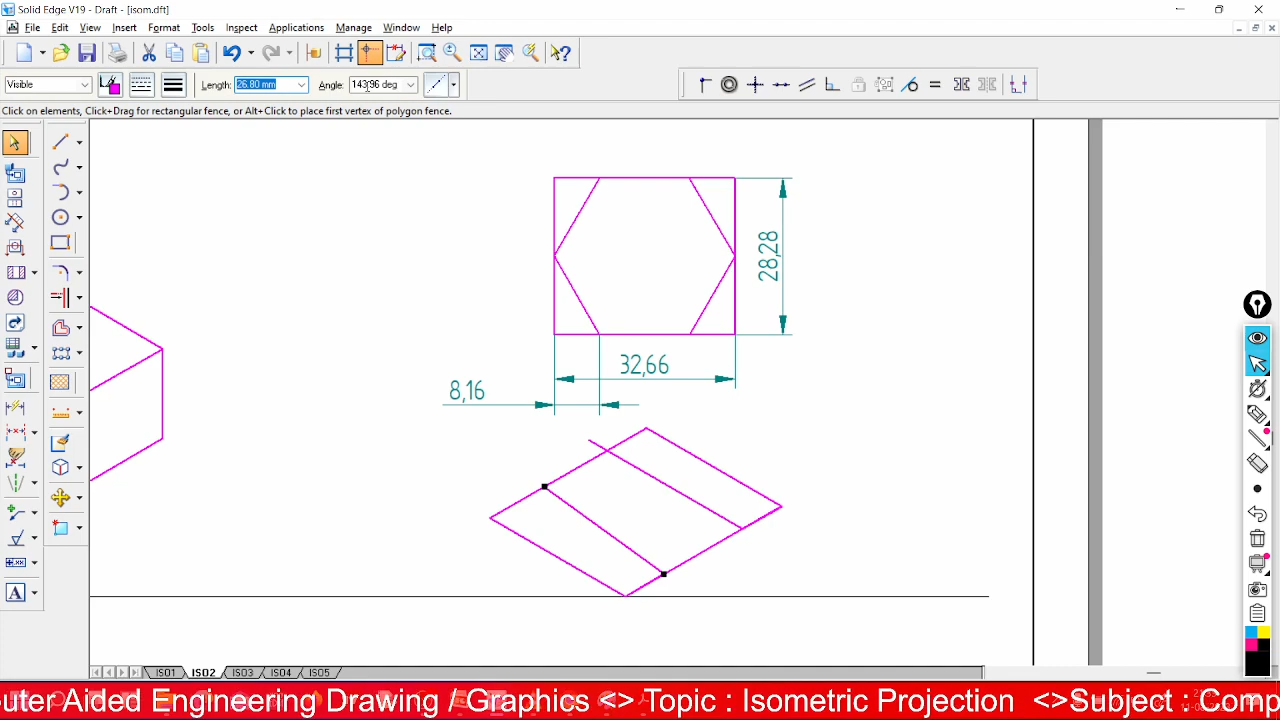 Solid Edge V19 - Draft - [isom.dft]
File Edit View Insert Format Tools Inspect Applications Manage Window Help
Visible Length: 26.80 mm Angle: 143.96 deg
Click on elements, Click+Drag for rectangular fence, or Alt+Click to place first vertex of polygon fence.
28,28
32,66
8,16
A
ISO1 ISO2 ISO3 ISO4 ISO5
uter Aided Engineering Drawing / Graphics <> Topic : Isometric Projection <>Subject : Comp